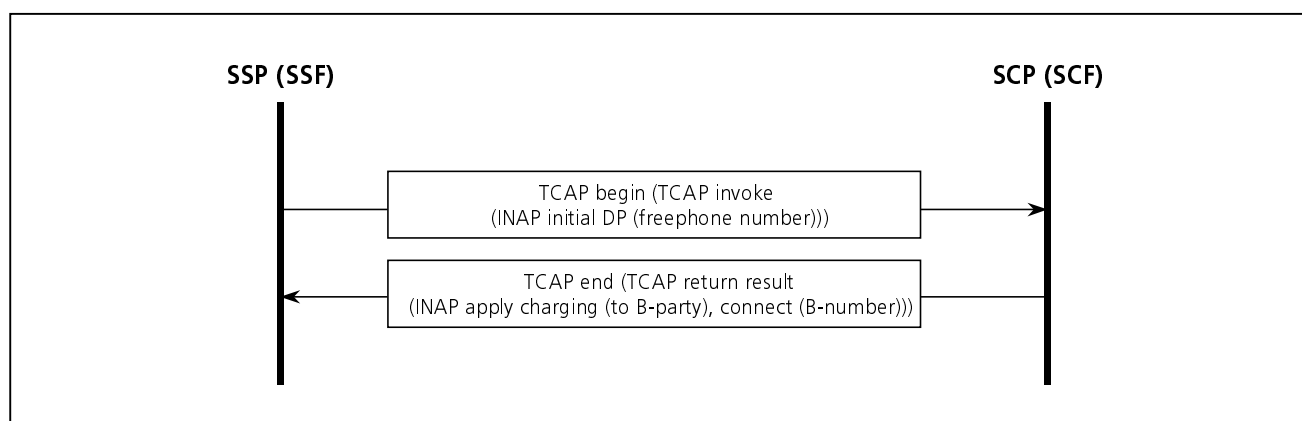 SSP (SSF)
SCP (SCF)
TCAP begin (TCAP invoke
(INAP initial DP (freephone number)))
TCAP end (TCAP return result
(INAP apply charging (to B-party), connect (B-number)))